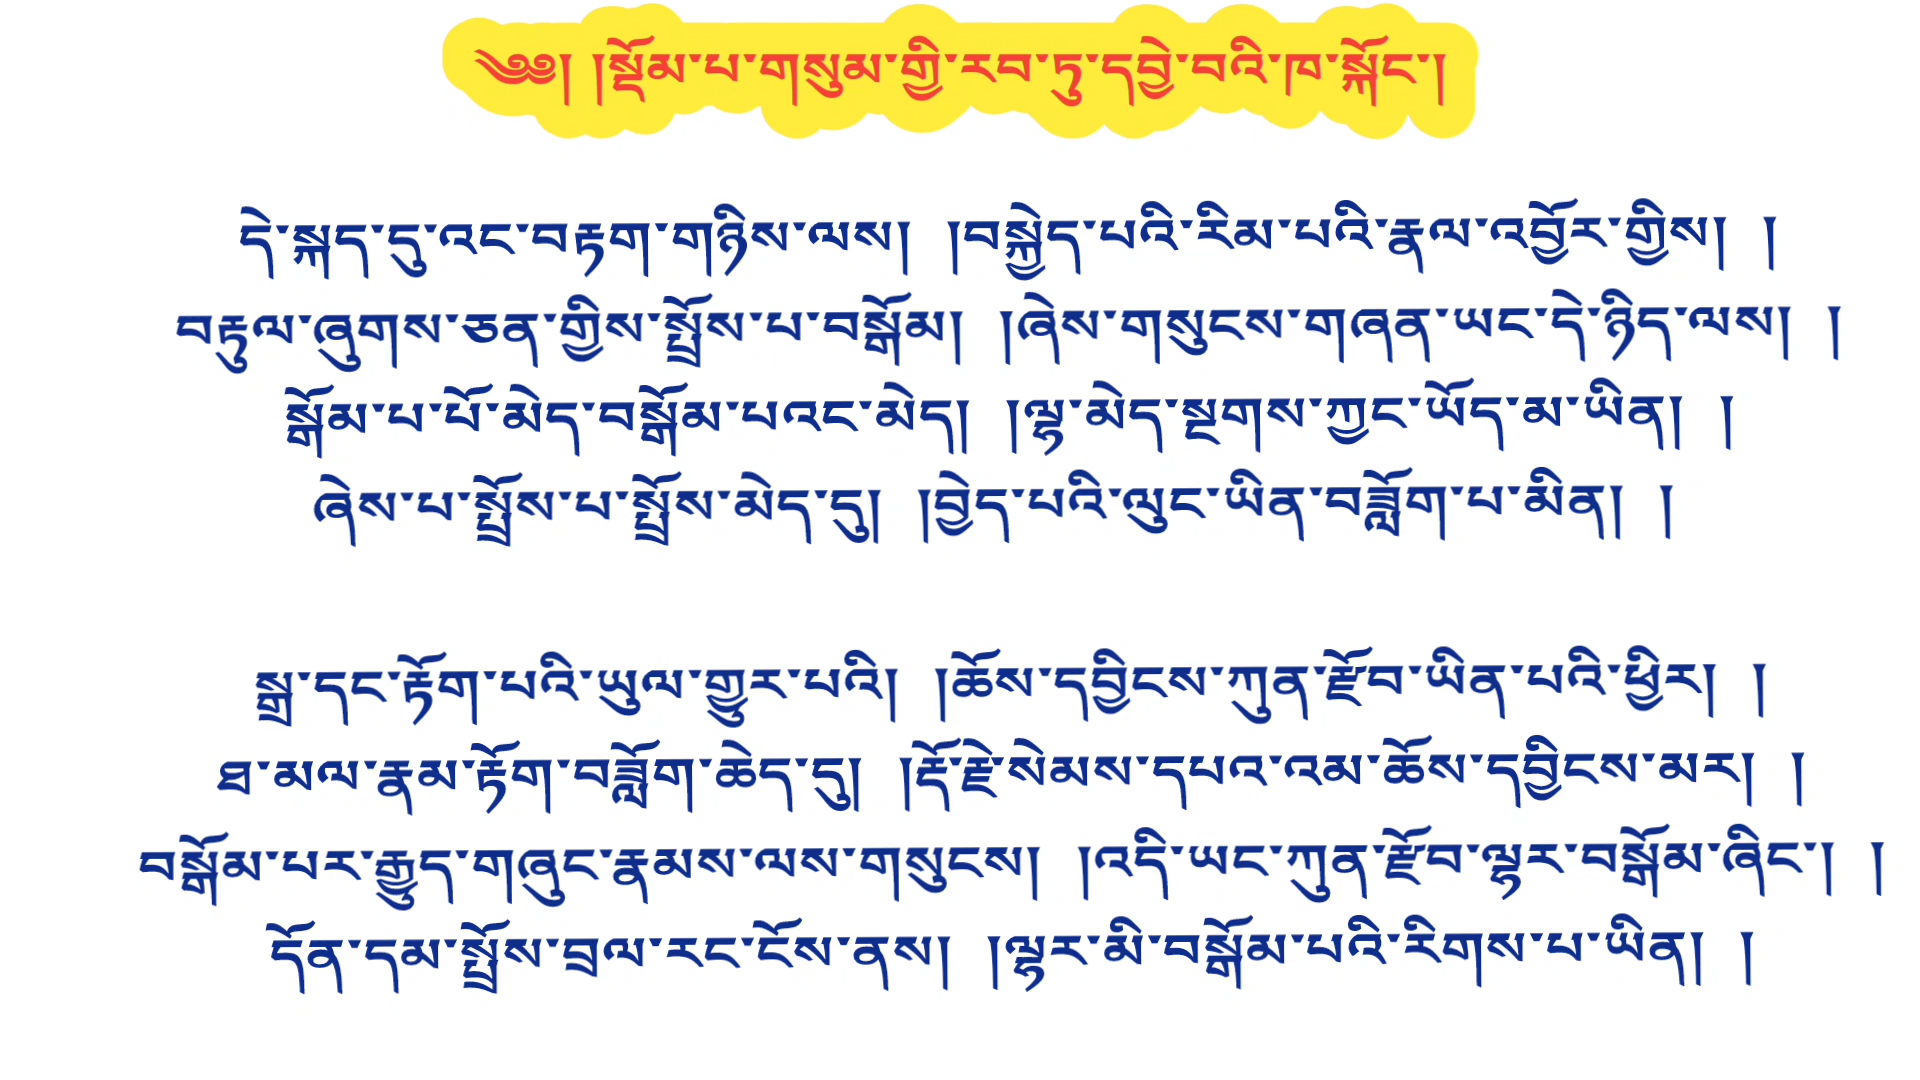 ༄༅། །སྡོམ་པ་གསུམ་གྱི་རབ་ཏུ་དབྱེ་བའི་ཁ་སྐོང་།
དེ་སྐད་དུ་འང་བརྟག་གཉིས་ལས། །བསྐྱེད་པའི་རིམ་པའི་རྣལ་འབྱོར་གྱིས། །
བརྟུལ་ཞུགས་ཅན་གྱིས་སྤྲོས་པ་བསྒོམ། །ཞེས་གསུངས་གཞན་ཡང་དེ་ཉིད་ལས། །
སྒོམ་པ་པོ་མེད་བསྒོམ་པའང་མེད། །ལྷ་མེད་སྔགས་ཀྱང་ཡོད་མ་ཡིན། །
ཞེས་པ་སྤྲོས་པ་སྤྲོས་མེད་དུ། །བྱེད་པའི་ལུང་ཡིན་བཟློག་པ་མིན། །
སྒྲ་དང་རྟོག་པའི་ཡུལ་གྱུར་པའི། །ཆོས་དབྱིངས་ཀུན་རྫོབ་ཡིན་པའི་ཕྱིར། །
ཐ་མལ་རྣམ་རྟོག་བཟློག་ཆེད་དུ། །རྡོ་རྗེ་སེམས་དཔའ་འམ་ཆོས་དབྱིངས་མར། །
བསྒོམ་པར་རྒྱུད་གཞུང་རྣམས་ལས་གསུངས། །འདི་ཡང་ཀུན་རྫོབ་ལྷར་བསྒོམ་ཞིང་། །
དོན་དམ་སྤྲོས་བྲལ་རང་ངོས་ནས། །ལྷར་མི་བསྒོམ་པའི་རིགས་པ་ཡིན། །